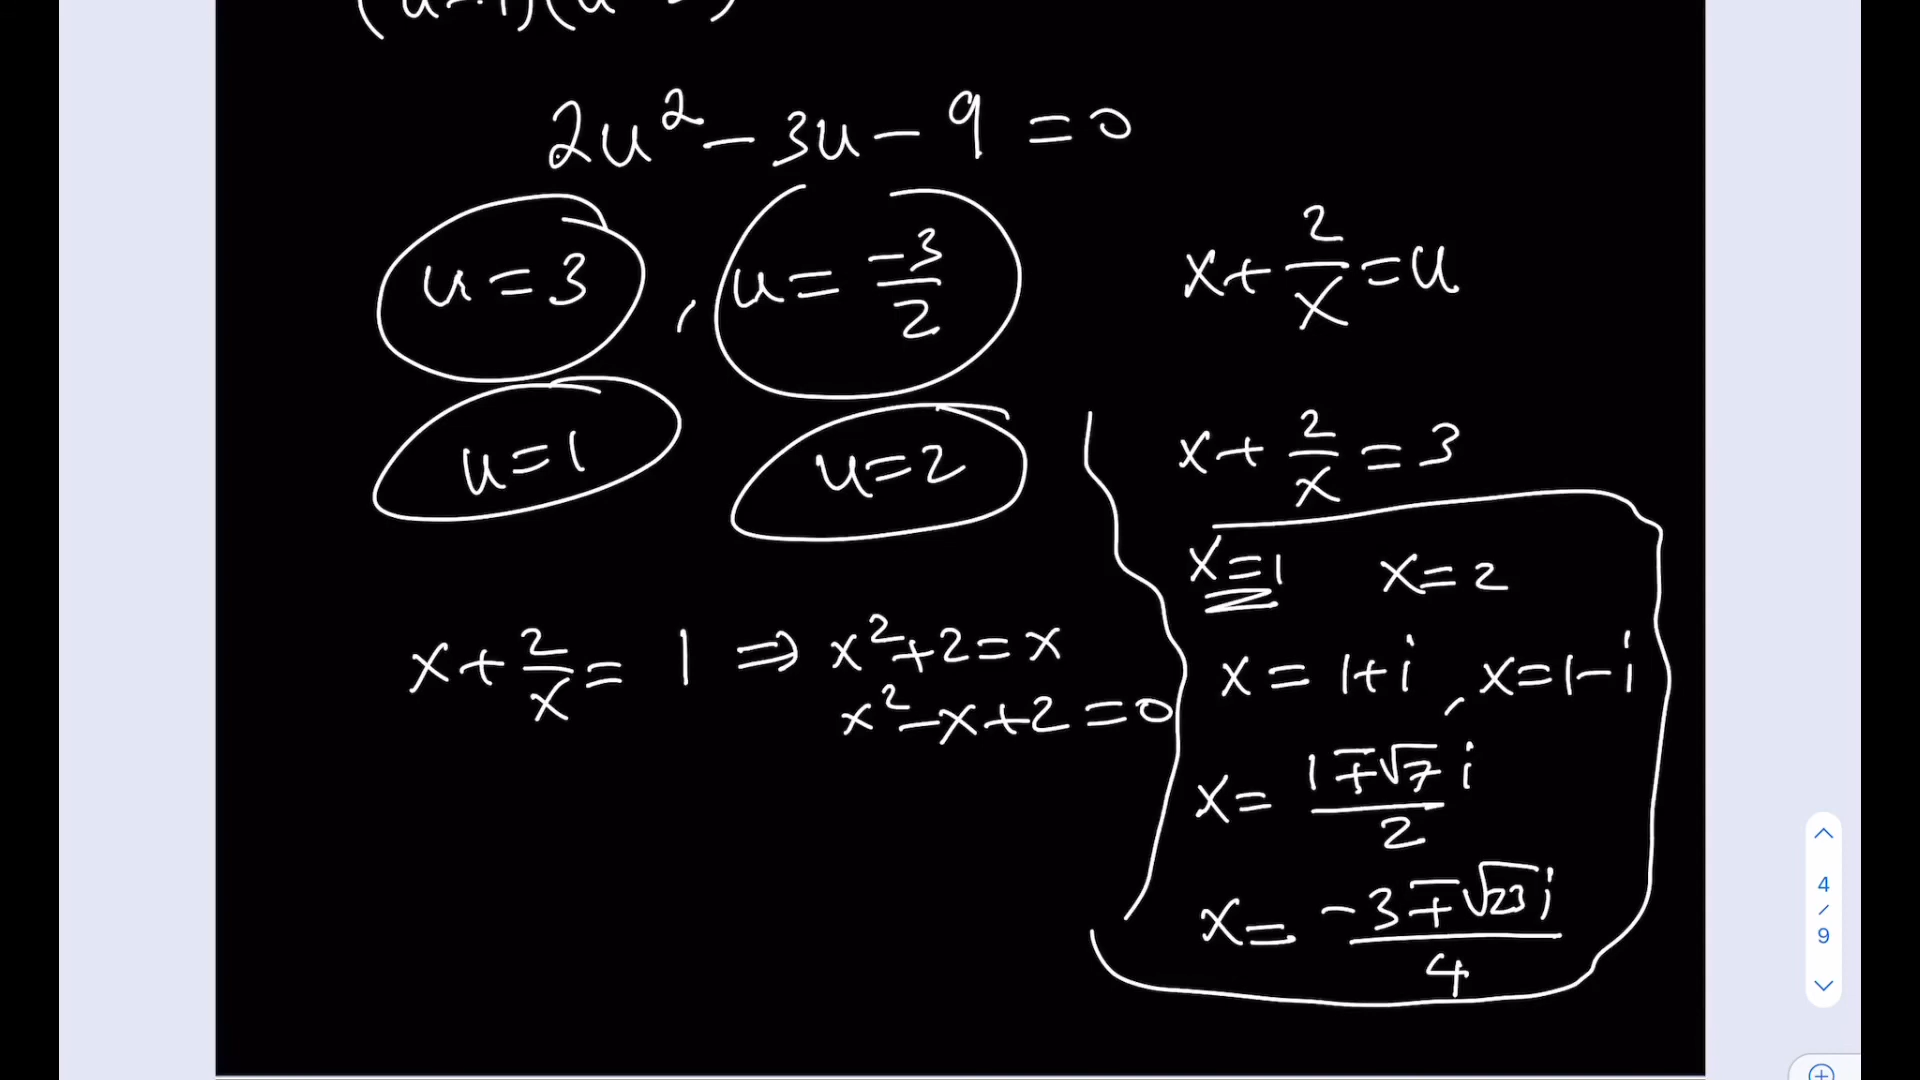 2u² - 3u - 9 = 0
u = 3 , u = -3/2
x + 2/x = u
u = 1 u = 2
x + 2/x = 3
x = 1 x = 2
x + 2/x = 1 ⇒ x² + 2 = x
x² - x + 2 = 0
x = 1 + i , x = 1 - i
x = (1 ∓ √7 i)/2
x = (-3 ∓ √23 i)/4
4 / 9